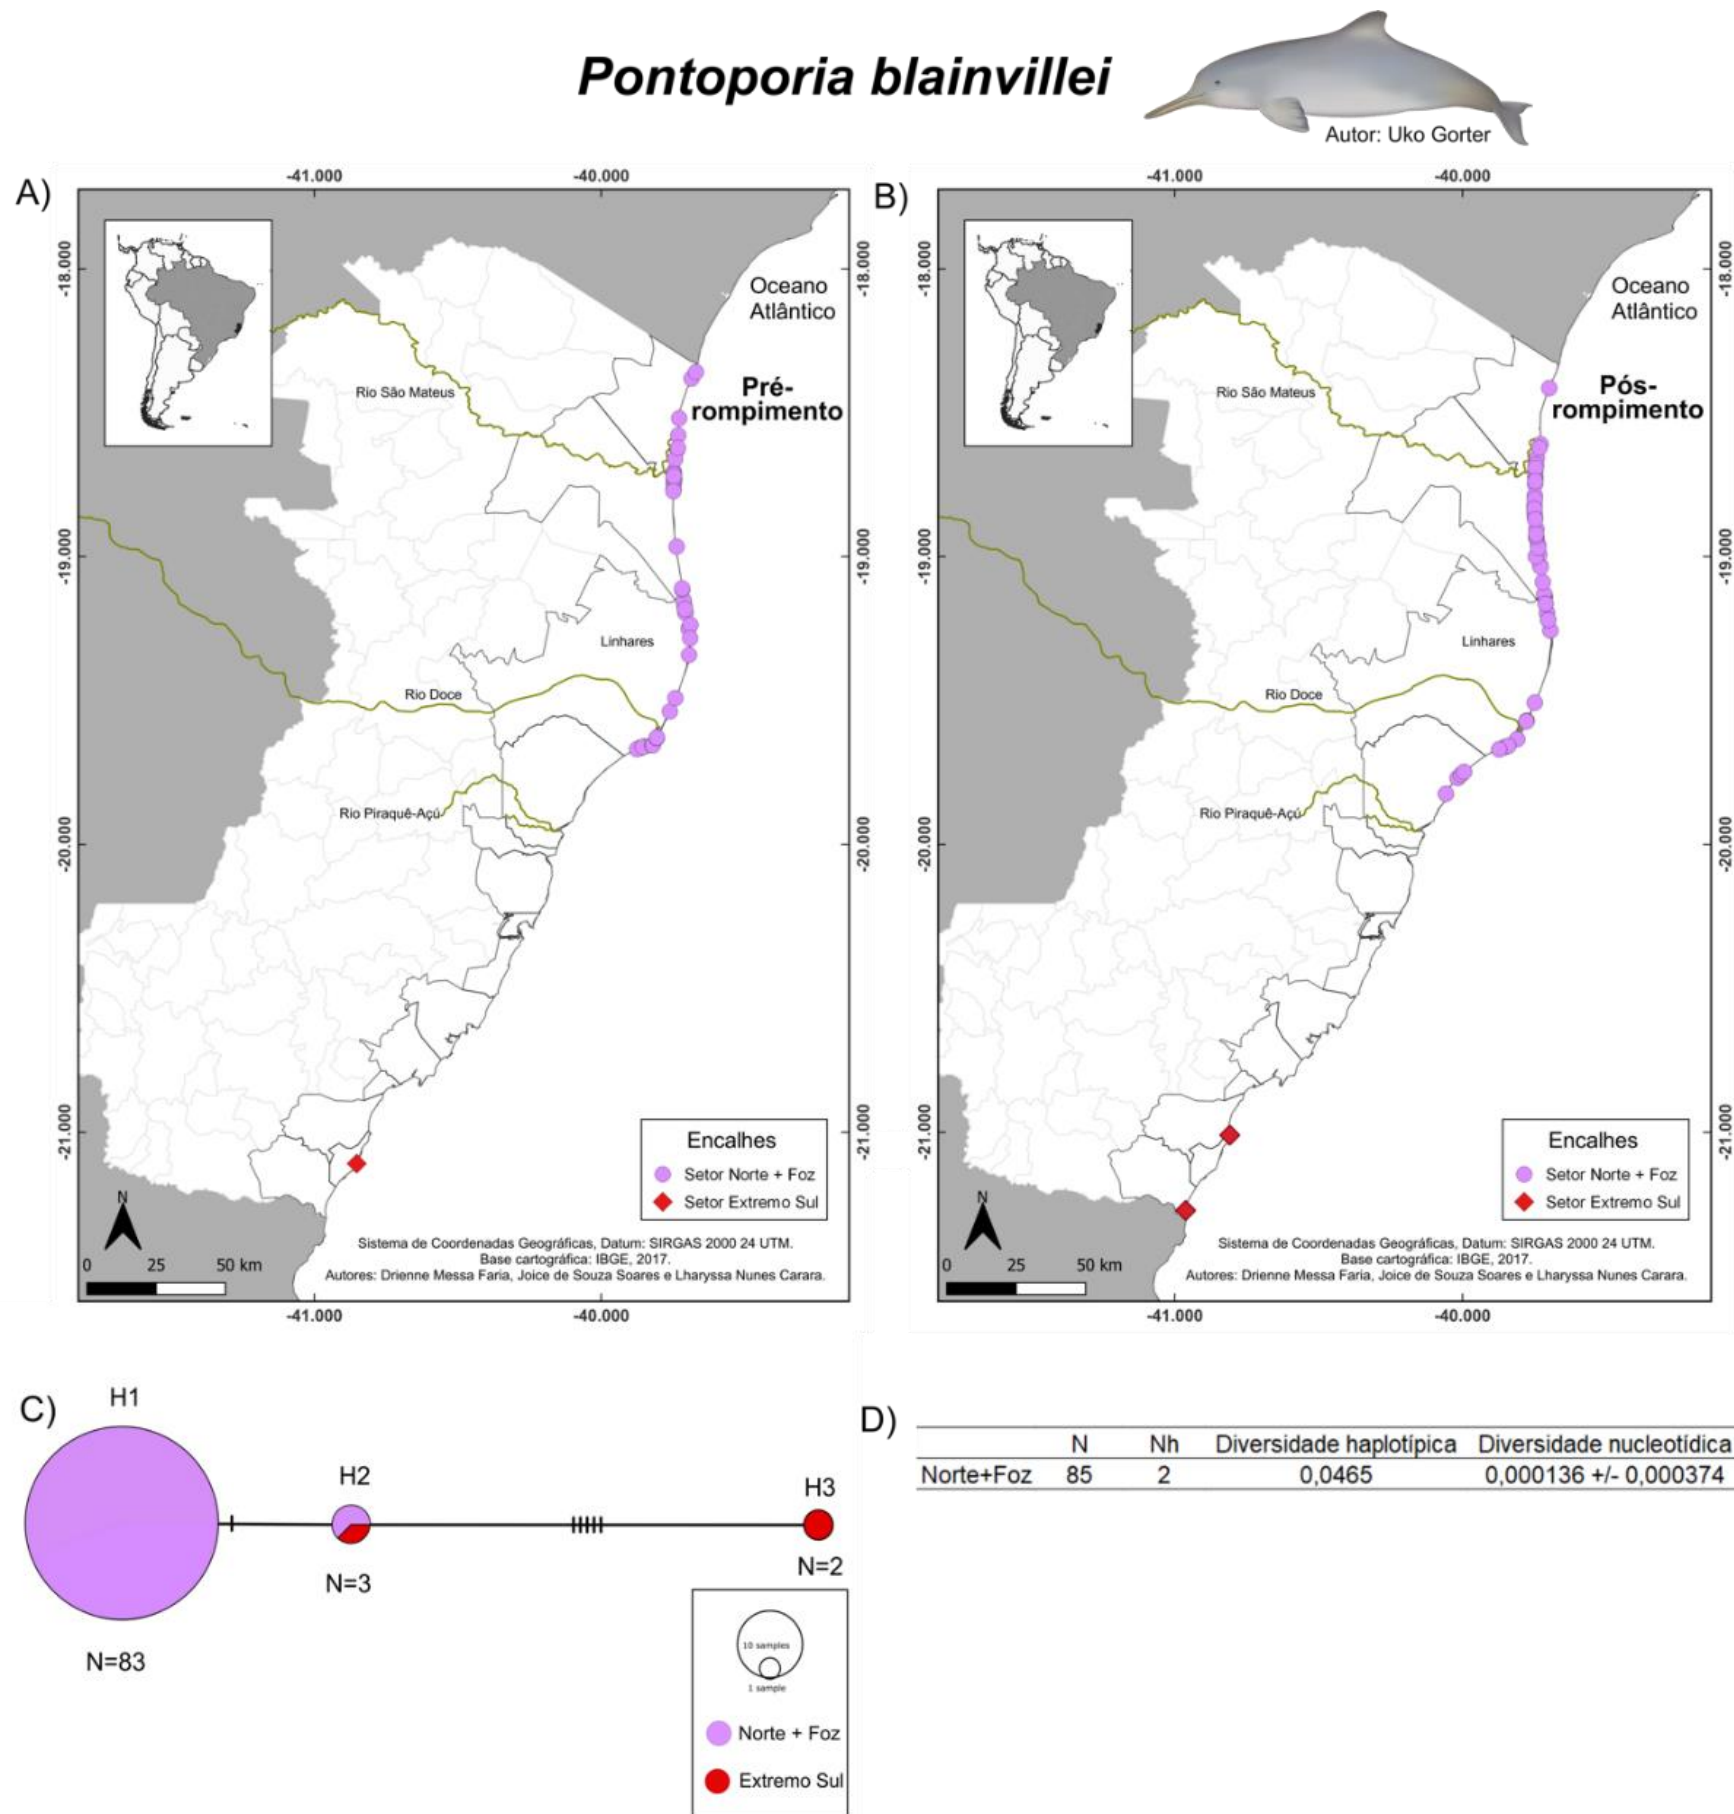 Pontoporia blainvillei
Autor: Uko Gorter
A)
-41.000
-40.000
-18.000
-18.000
Oceano
Atlântico
Pré-
rompimento
Rio São Mateus
-19.000
-19.000
Linhares
Rio Doce
Rio Piraquê-Açú
-20.000
-20.000
-21.000
-21.000
Encalhes
Setor Norte + Foz
Setor Extremo Sul
N
0 25 50 km
Sistema de Coordenadas Geográficas, Datum: SIRGAS 2000 24 UTM.
Base cartográfica: IBGE, 2017.
Autores: Drienne Messa Faria, Joice de Souza Soares e Lharyssa Nunes Carara.
-41.000
-40.000
B)
-41.000
-40.000
-18.000
-18.000
Oceano
Atlântico
Pós-
rompimento
Rio São Mateus
-19.000
-19.000
Linhares
Rio Doce
Rio Piraquê-Açú
-20.000
-20.000
-21.000
-21.000
Encalhes
Setor Norte + Foz
Setor Extremo Sul
N
0 25 50 km
Sistema de Coordenadas Geográficas, Datum: SIRGAS 2000 24 UTM.
Base cartográfica: IBGE, 2017.
Autores: Drienne Messa Faria, Joice de Souza Soares e Lharyssa Nunes Carara.
-41.000
-40.000
C)
H1
N=83
H2
N=3
H3
N=2
10 samples
1 sample
Norte + Foz
Extremo Sul
D)
N Nh Diversidade haplotípica Diversidade nucleotídica
Norte+Foz 85 2 0,0465 0,000136 +/- 0,000374